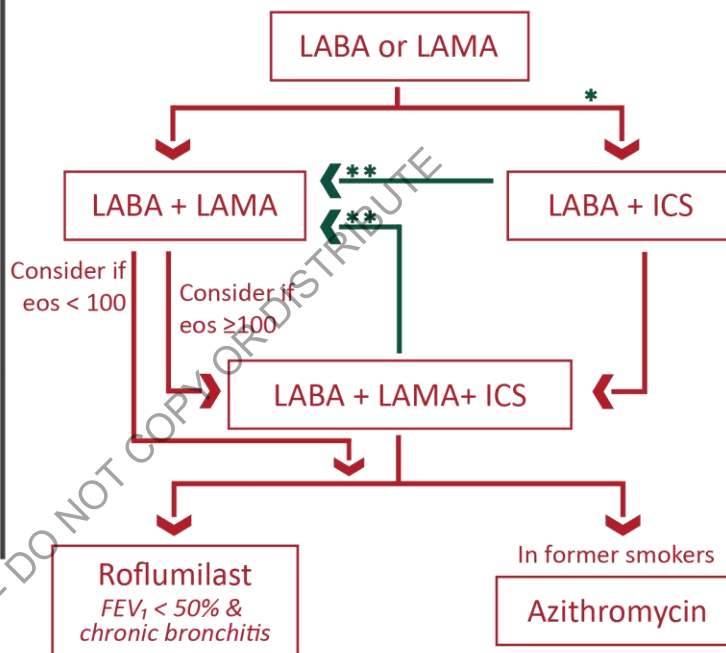 LABA or LAMA
*
LABA + LAMA
**
**
LABA + ICS
Consider if
eos < 100
Consider if
eos ≥100
LABA + LAMA+ ICS
Roflumilast
FEV₁ < 50% &
chronic bronchitis
In former smokers
Azithromycin
DO NOT COPY OR DISTRIBUTE